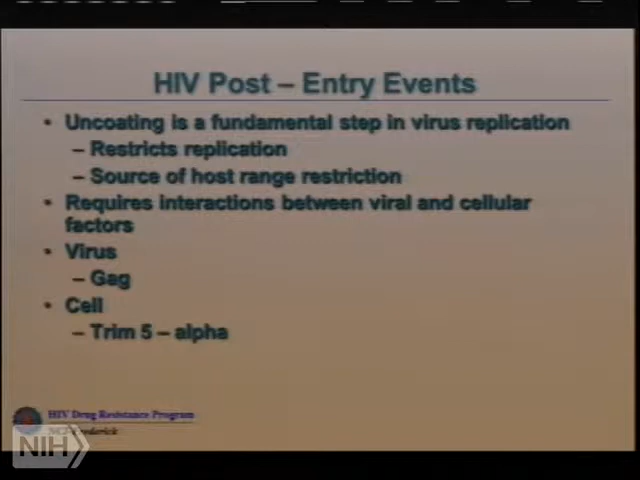 HIV Post – Entry Events
• Uncoating is a fundamental step in virus replication
– Restricts replication
– Source of host range restriction
• Requires interactions between viral and cellular
factors
• Virus
– Gag
• Cell
– Trim 5 – alpha
HIV Drug Resistance Program
NIH